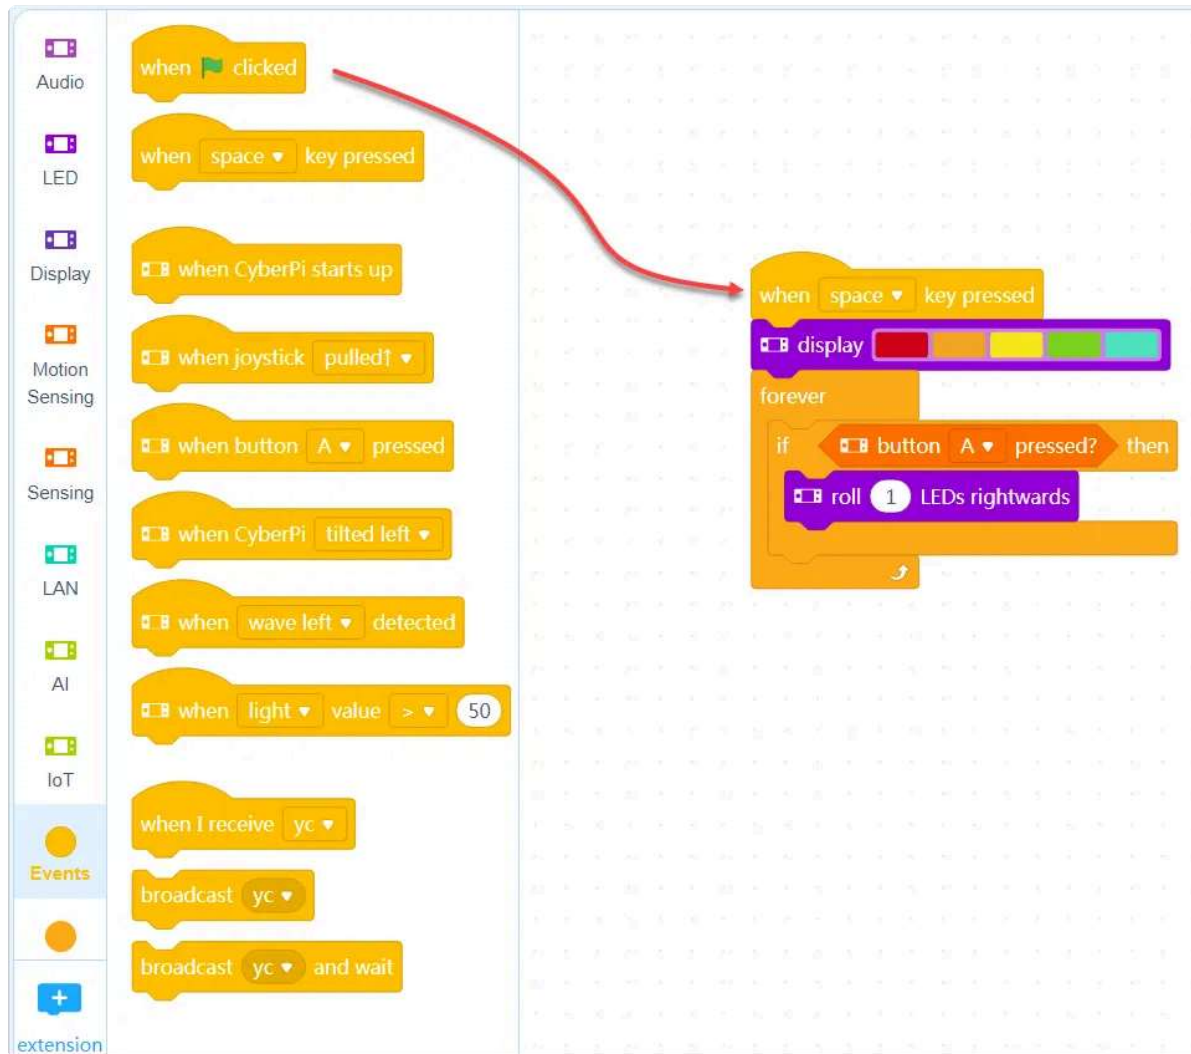 Audio
LED
Display
Motion
Sensing
Sensing
LAN
AI
IoT
Events
extension
when clicked
when space key pressed
when CyberPi starts up
when joystick pulled↑
when button A pressed
when CyberPi tilted left
when wave left detected
when light value > 50
when I receive yc
broadcast yc
broadcast yc and wait
when space key pressed
display
forever
if button A pressed? then
roll 1 LEDs rightwards